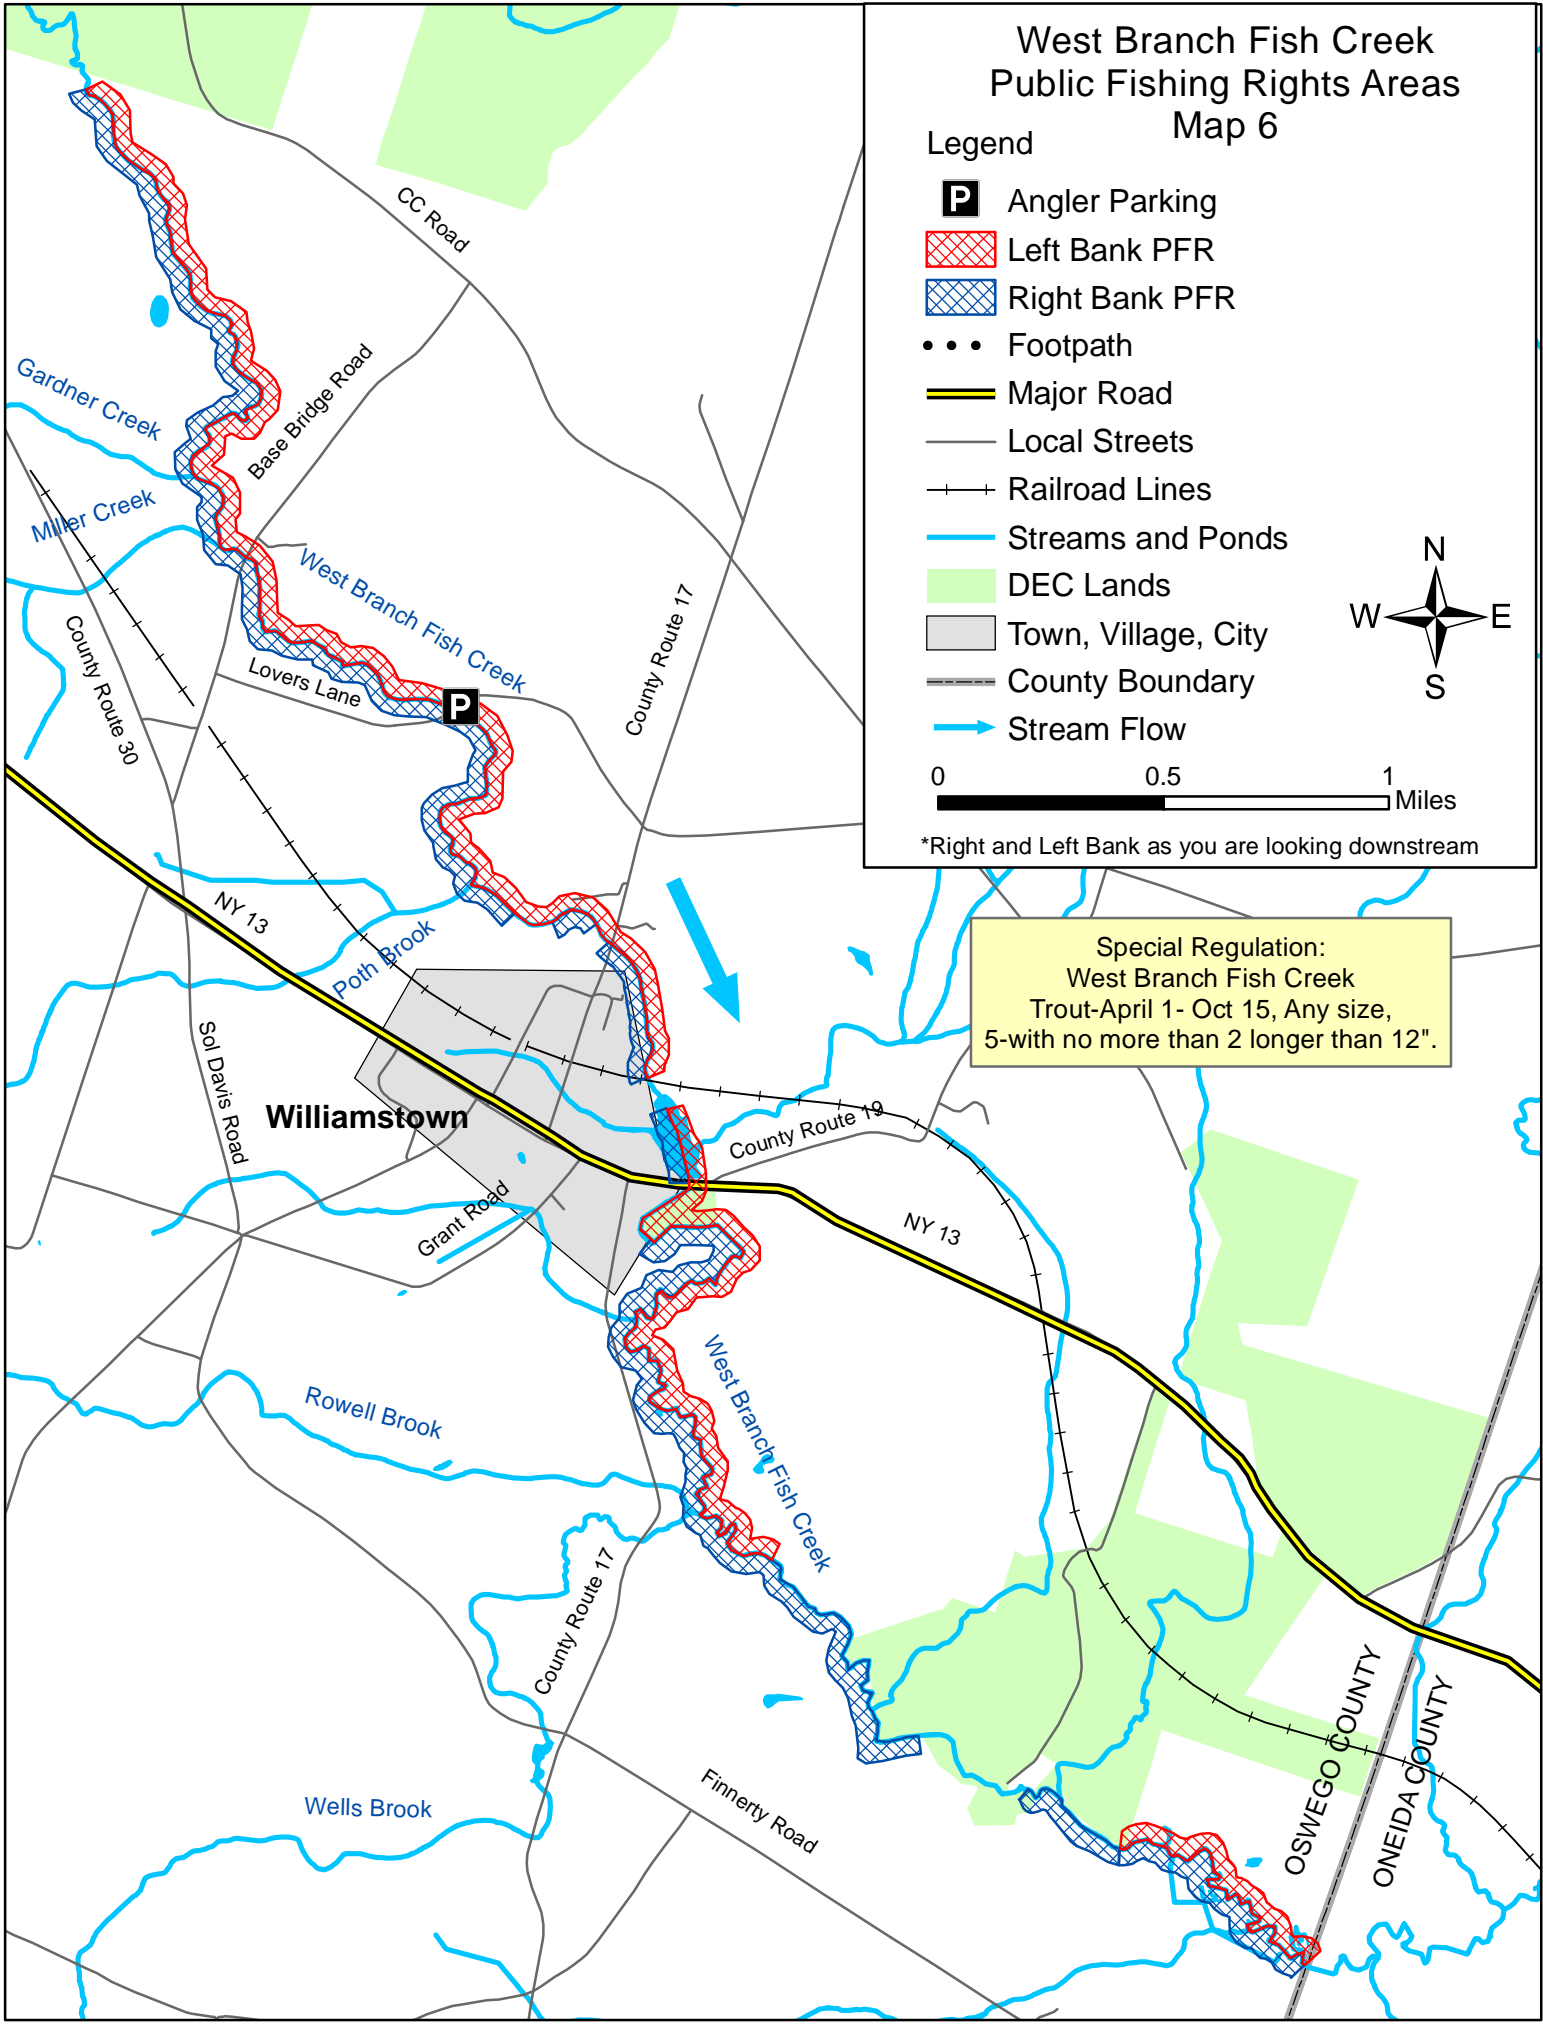 West Branch Fish Creek
Public Fishing Rights Areas
Map 6
Legend
P Angler Parking
Left Bank PFR
Right Bank PFR
Footpath
Major Road
Local Streets
Railroad Lines
Streams and Ponds
DEC Lands
Town, Village, City
County Boundary
Stream Flow
N
W E
S
0 0.5 1
Miles
*Right and Left Bank as you are looking downstream
CC Road
Gardner Creek
Base Bridge Road
Miller Creek
West Branch Fish Creek
County Route 17
County Route 30
Lovers Lane
P
NY 13
Poth Brook
Special Regulation:
West Branch Fish Creek
Trout-April 1- Oct 15, Any size,
5-with no more than 2 longer than 12".
Sol Davis Road
Williamstown
County Route 19
Grant Road
NY 13
West Branch Fish Creek
Rowell Brook
County Route 17
OSWEGO COUNTY
ONEIDA COUNTY
Finnerty Road
Wells Brook